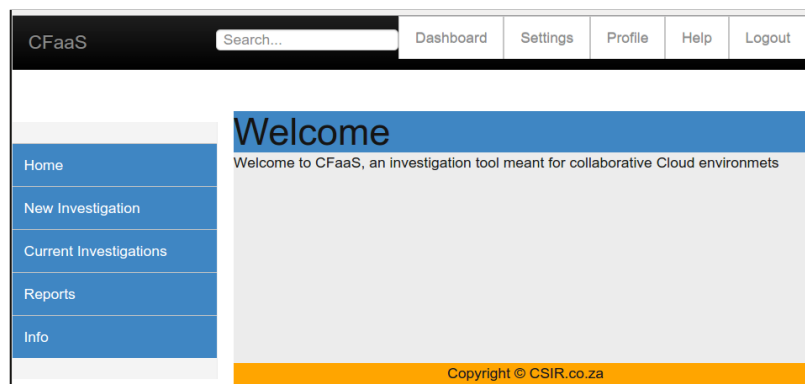 CFaaS
Search...
Dashboard
Settings
Profile
Help
Logout
Home
New Investigation
Current Investigations
Reports
Info
Welcome
Welcome to CFaaS, an investigation tool meant for collaborative Cloud environmets
Copyright © CSIR.co.za